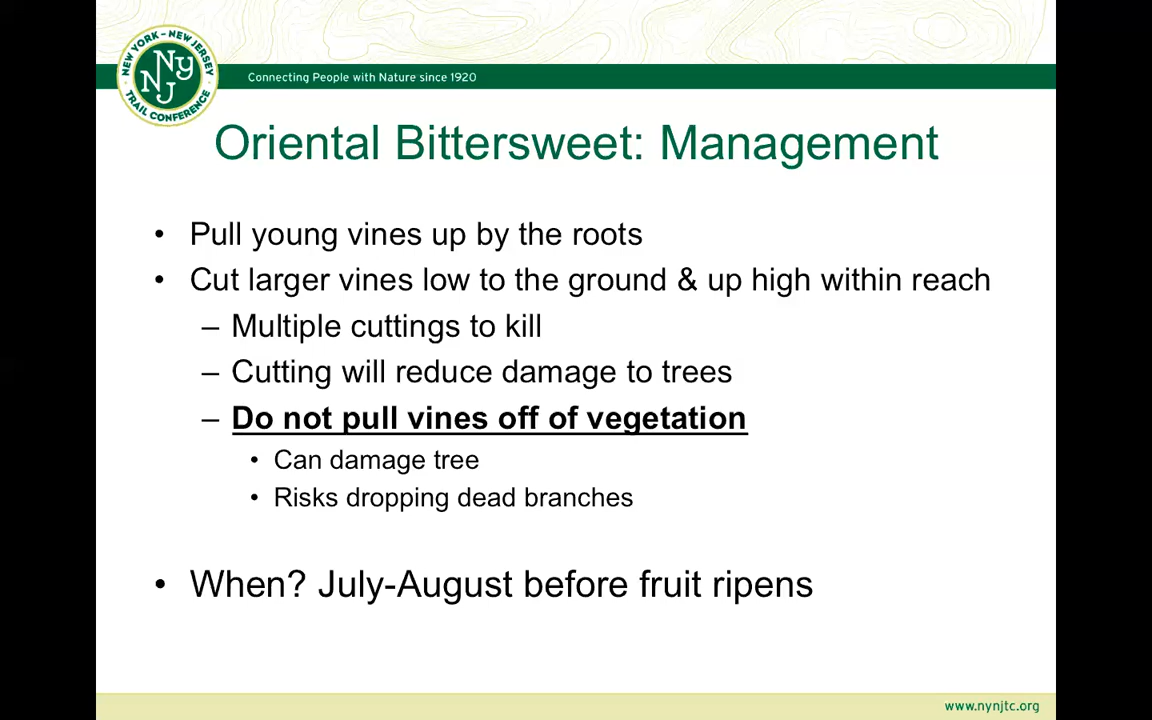 NEW YORK - NEW JERSEY
NY
NJ
TRAIL CONFERENCE
Connecting People with Nature since 1920
Oriental Bittersweet: Management
• Pull young vines up by the roots
• Cut larger vines low to the ground & up high within reach
– Multiple cuttings to kill
– Cutting will reduce damage to trees
– Do not pull vines off of vegetation
• Can damage tree
• Risks dropping dead branches
• When? July-August before fruit ripens
www.nynjtc.org